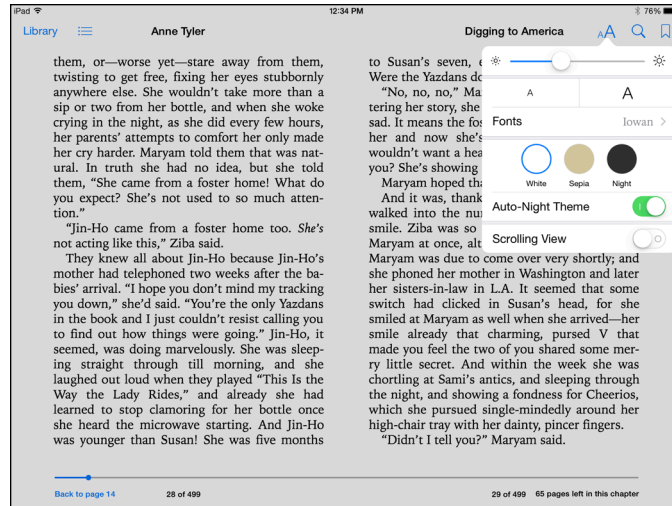 iPad 12:34 PM 76%
Library Anne Tyler Digging to America AA
them, or—worse yet—stare away from them,
twisting to get free, fixing her eyes stubbornly
anywhere else. She wouldn't take more than a
sip or two from her bottle, and when she woke
crying in the night, as she did every few hours,
her parents' attempts to comfort her only made
her cry harder. Maryam told them that was nat-
ural. In truth she had no idea, but she told
them, "She came from a foster home! What do
you expect? She's not used to so much atten-
tion."
"Jin-Ho came from a foster home too. She's
not acting like this," Ziba said.
They knew all about Jin-Ho because Jin-Ho's
mother had telephoned two weeks after the ba-
bies' arrival. "I hope you don't mind my tracking
you down," she'd said. "You're the only Yazdans
in the book and I just couldn't resist calling you
to find out how things were going." Jin-Ho, it
seemed, was doing marvelously. She was sleep-
ing straight through till morning, and she
laughed out loud when they played "This Is the
Way the Lady Rides," and already she had
learned to stop clamoring for her bottle once
she heard the microwave starting. And Jin-Ho
was younger than Susan! She was five months
to Susan's seven,
Were the Yazdans do
"No, no, no," Ma
tering her story, she
sad. It means the fos
her and now she's
wouldn't want a hea
you? She's showing
Maryam hoped tha
And it was, thank
walked into the nu
smile. Ziba was so
Maryam at once, alt
Maryam was due to come over very shortly; and
she phoned her mother in Washington and later
her sisters-in-law in L.A. It seemed that some
switch had clicked in Susan's head, for she
smiled at Maryam as well when she arrived—her
smile already that charming, pursed V that
made you feel the two of you shared some mer-
ry little secret. And within the week she was
chortling at Sami's antics, and sleeping through
the night, and showing a fondness for Cheerios,
which she pursued single-mindedly around her
high-chair tray with her dainty, pincer fingers.
"Didn't I tell you?" Maryam said.
A A
Fonts Iowan >
White Sepia Night
Auto-Night Theme
Scrolling View
Back to page 14 28 of 499 29 of 499 65 pages left in this chapter